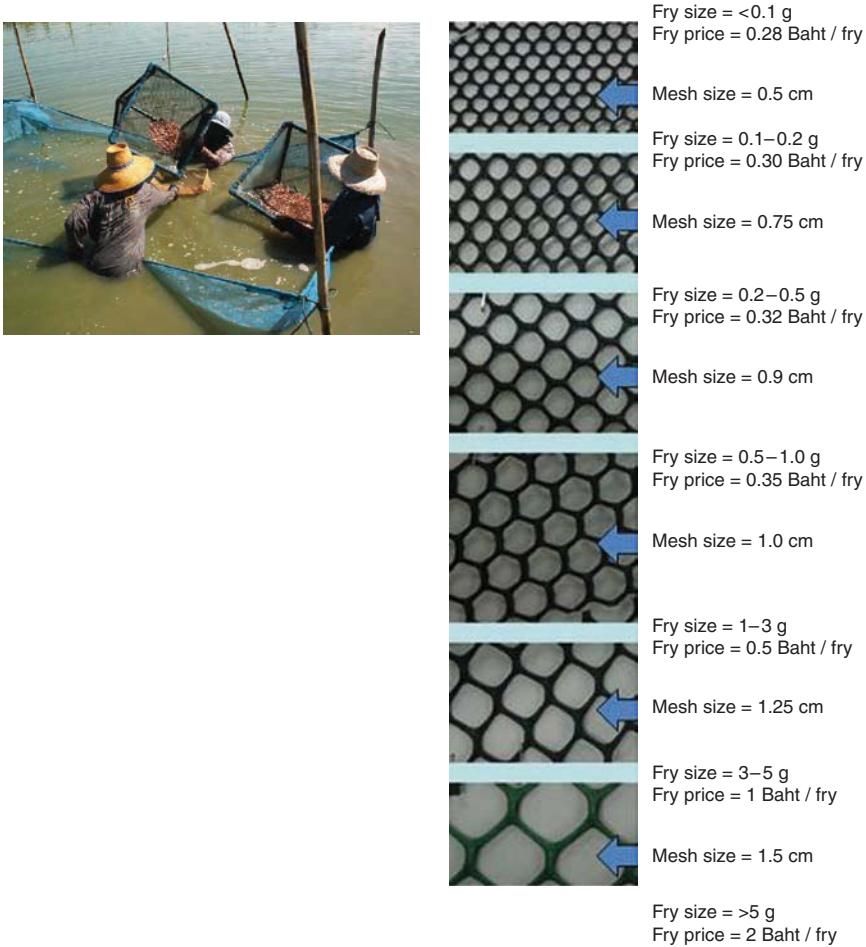 Fry size = <0.1 g
Fry price = 0.28 Baht / fry
Mesh size = 0.5 cm
Fry size = 0.1–0.2 g
Fry price = 0.30 Baht / fry
Mesh size = 0.75 cm
Fry size = 0.2–0.5 g
Fry price = 0.32 Baht / fry
Mesh size = 0.9 cm
Fry size = 0.5–1.0 g
Fry price = 0.35 Baht / fry
Mesh size = 1.0 cm
Fry size = 1–3 g
Fry price = 0.5 Baht / fry
Mesh size = 1.25 cm
Fry size = 3–5 g
Fry price = 1 Baht / fry
Mesh size = 1.5 cm
Fry size = >5 g
Fry price = 2 Baht / fry